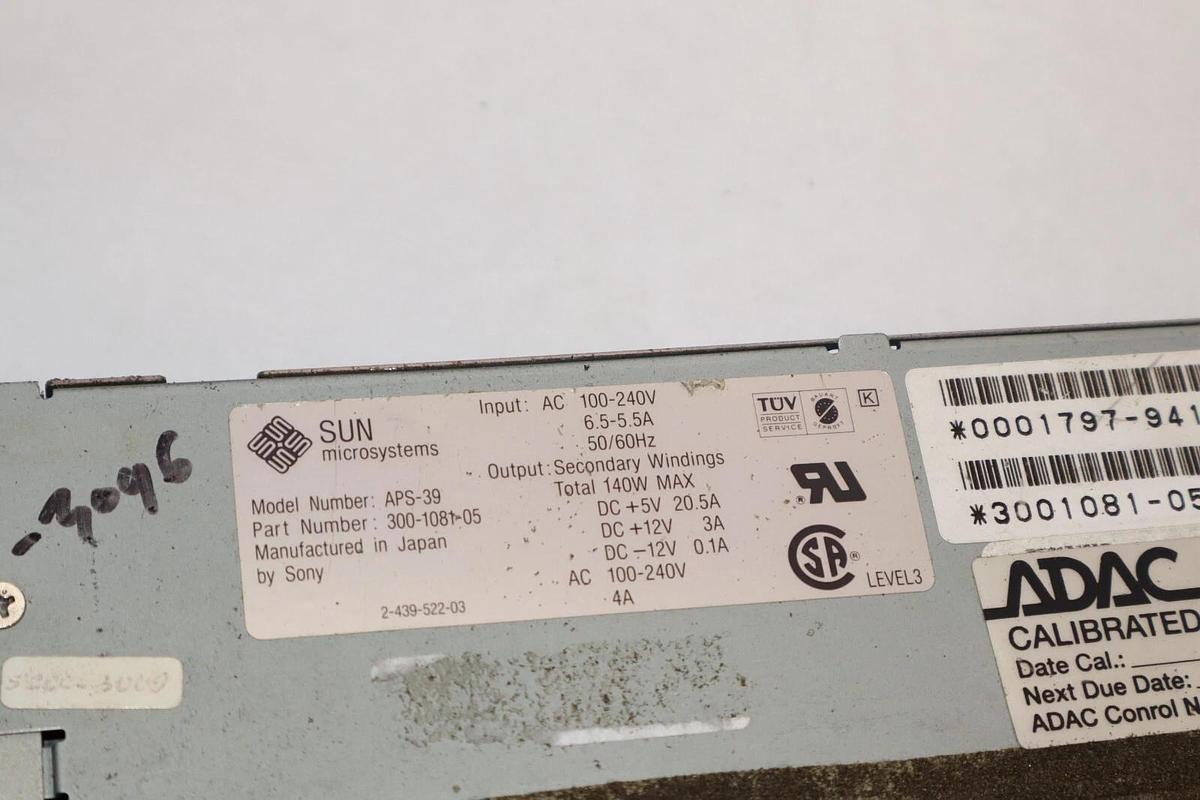 SUN
microsystems
Model Number: APS-39
Part Number: 300-1081-05
Manufactured in Japan
by Sony
2-439-522-03
Input: AC 100-240V
6.5-5.5A
50/60Hz
Output: Secondary Windings
Total 140W MAX
DC +5V 20.5A
DC +12V 3A
DC -12V 0.1A
AC 100-240V
4A
TÜV
PRODUCT
SERVICE
K
LEVEL3
*0001797-941
*3001081-05
ADAC
CALIBRATED
Date Cal.:
Next Due Date:
ADAC Conrol N
-3096